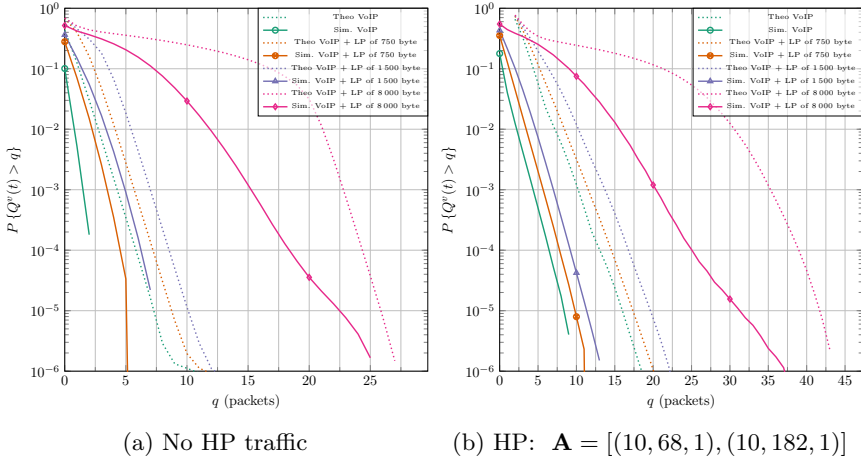 10^0
10^{-1}
10^{-2}
10^{-3}
10^{-4}
10^{-5}
10^{-6}
P {Q^w(t) > q}
0 5 10 15 20 25
q (packets)
Theo VoIP
Sim. VoIP
Theo VoIP + LP of 750 byte
Sim. VoIP + LP of 750 byte
Theo VoIP + LP of 1 500 byte
Sim. VoIP + LP of 1 500 byte
Theo VoIP + LP of 8 000 byte
Sim. VoIP + LP of 8 000 byte
(a) No HP traffic
10^0
10^{-1}
10^{-2}
10^{-3}
10^{-4}
10^{-5}
10^{-6}
P {Q^w(t) > q}
0 5 10 15 20 25 30 35 40 45
q (packets)
Theo VoIP
Sim. VoIP
Theo VoIP + LP of 750 byte
Sim. VoIP + LP of 750 byte
Theo VoIP + LP of 1 500 byte
Sim. VoIP + LP of 1 500 byte
Theo VoIP + LP of 8 000 byte
Sim. VoIP + LP of 8 000 byte
(b) HP: A = [(10, 68, 1), (10, 182, 1)]